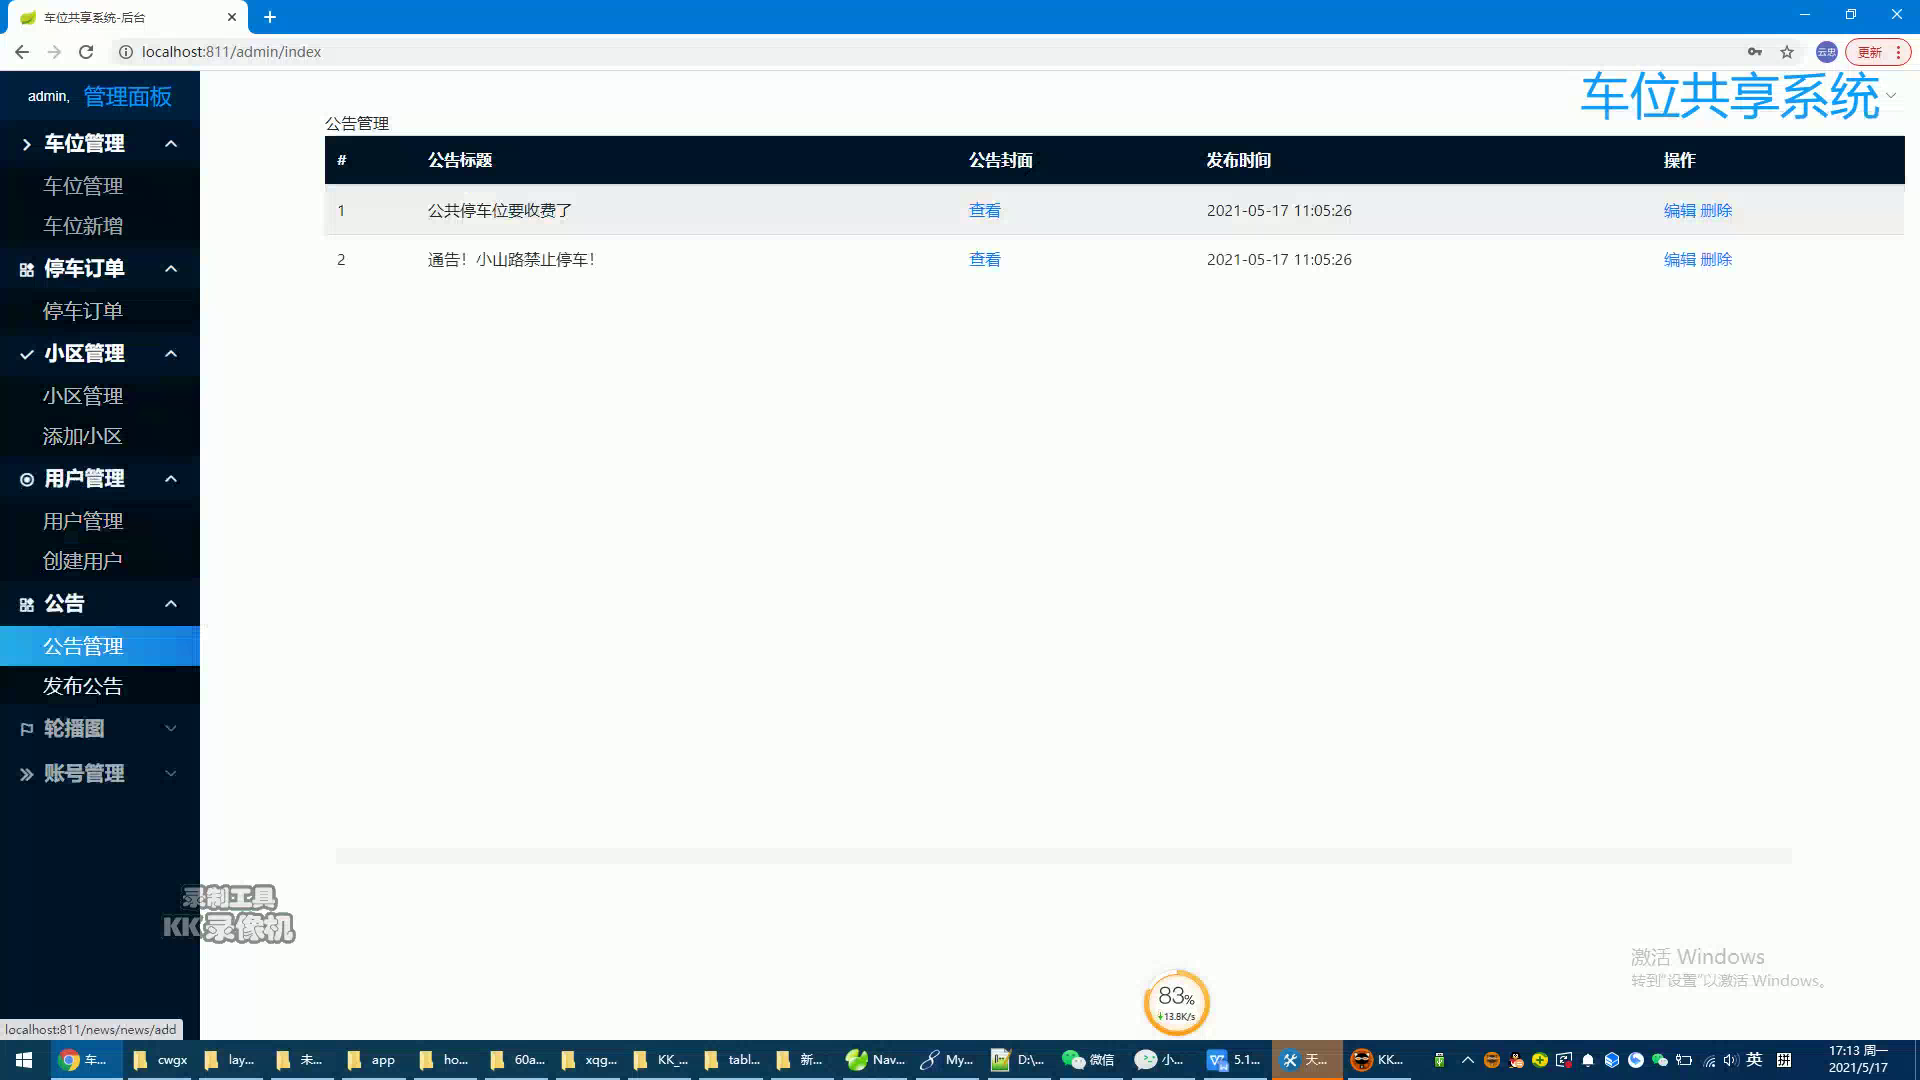 车位共享系统-后台
localhost:811/admin/index
云忠
更新
admin, 管理面板
车位共享系统
车位管理
车位管理
车位新增
停车订单
停车订单
小区管理
小区管理
添加小区
用户管理
用户管理
创建用户
公告
公告管理
发布公告
轮播图
账号管理
公告管理
# 公告标题 公告封面 发布时间 操作
1 公共停车位要收费了 查看 2021-05-17 11:05:26 编辑 删除
2 通告！小山路禁止停车！ 查看 2021-05-17 11:05:26 编辑 删除
录制工具
KK录像机
激活 Windows
转到"设置"以激活 Windows。
83%
13.8K/s
localhost:811/news/news/add
车... cwgx lay... 未... app ho... 60a... xqg... KK_... tabl... 新... Nav... My... D:\... 微信 小... 5.1... 天... KK... 英 拼
17:13 周一
2021/5/17